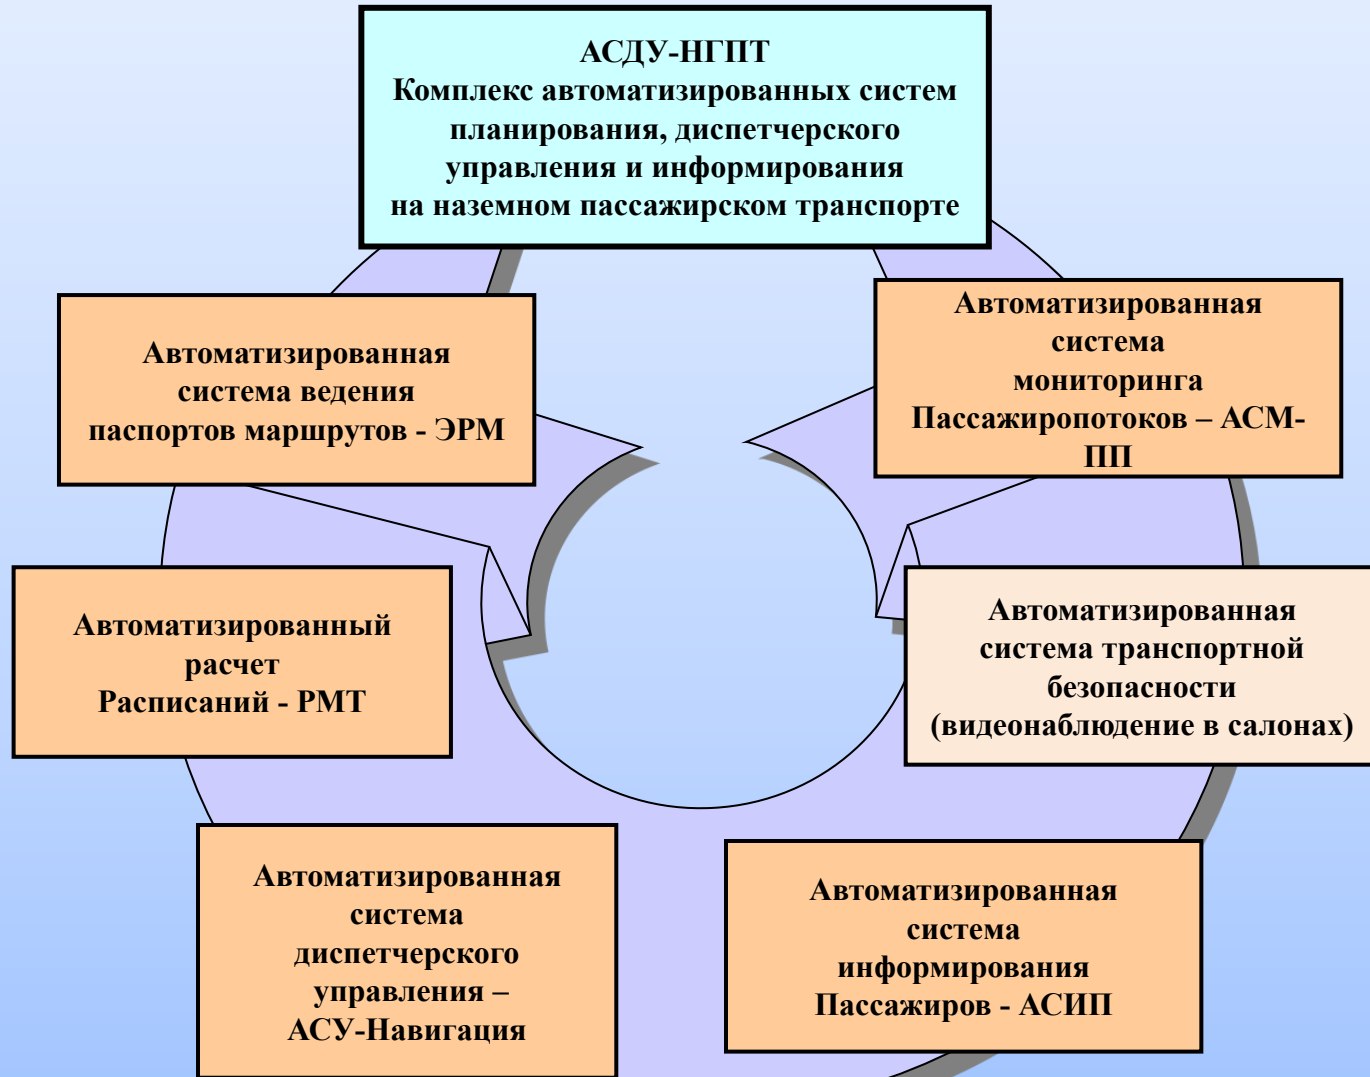 АСДУ-НГПТ
Комплекс автоматизированных систем
планирования, диспетчерского
управления и информирования
на наземном пассажирском транспорте
Автоматизированная
система ведения
паспортов маршрутов - ЭРМ
Автоматизированная
система
мониторинга
Пассажиропотоков – АСМ-
ПП
Автоматизированный
расчет
Расписаний - РМТ
Автоматизированная
система транспортной
безопасности
(видеонаблюдение в салонах)
Автоматизированная
система
диспетчерского
управления –
АСУ-Навигация
Автоматизированная
система
информирования
Пассажиров - АСИП